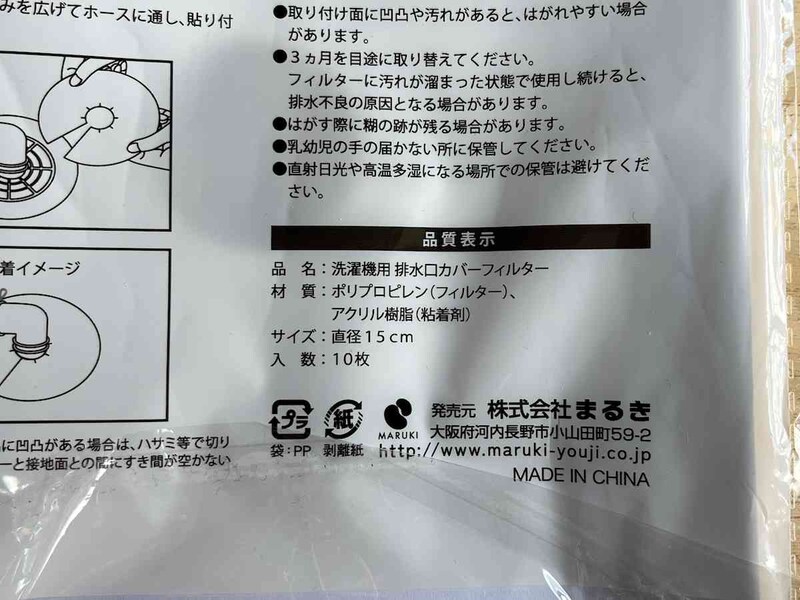 みを広げてホースに通し、貼り付
着イメージ
に凹凸がある場合は、ハサミ等で切り
ーと接地面との間にすき間が空かない
●取り付け面に凹凸や汚れがあると、はがれやすい場合
があります。
●3ヵ月を目途に取り替えてください。
フィルターに汚れが溜まった状態で使用し続けると、
排水不良の原因となる場合があります。
●はがす際に糊の跡が残る場合があります。
●乳幼児の手の届かない所に保管してください。
●直射日光や高温多湿になる場所での保管は避けてくだ
さい。
品質表示
品 名：洗濯機用 排水口カバーフィルター
材 質：ポリプロピレン（フィルター）、
アクリル樹脂（粘着剤）
サイズ：直径15cm
入 数：10枚
プラ
袋：PP
紙
剥離紙
MARUKI
発売元 株式会社まるき
大阪府河内長野市小山田町59-2
http://www.maruki-youji.co.jp
MADE IN CHINA